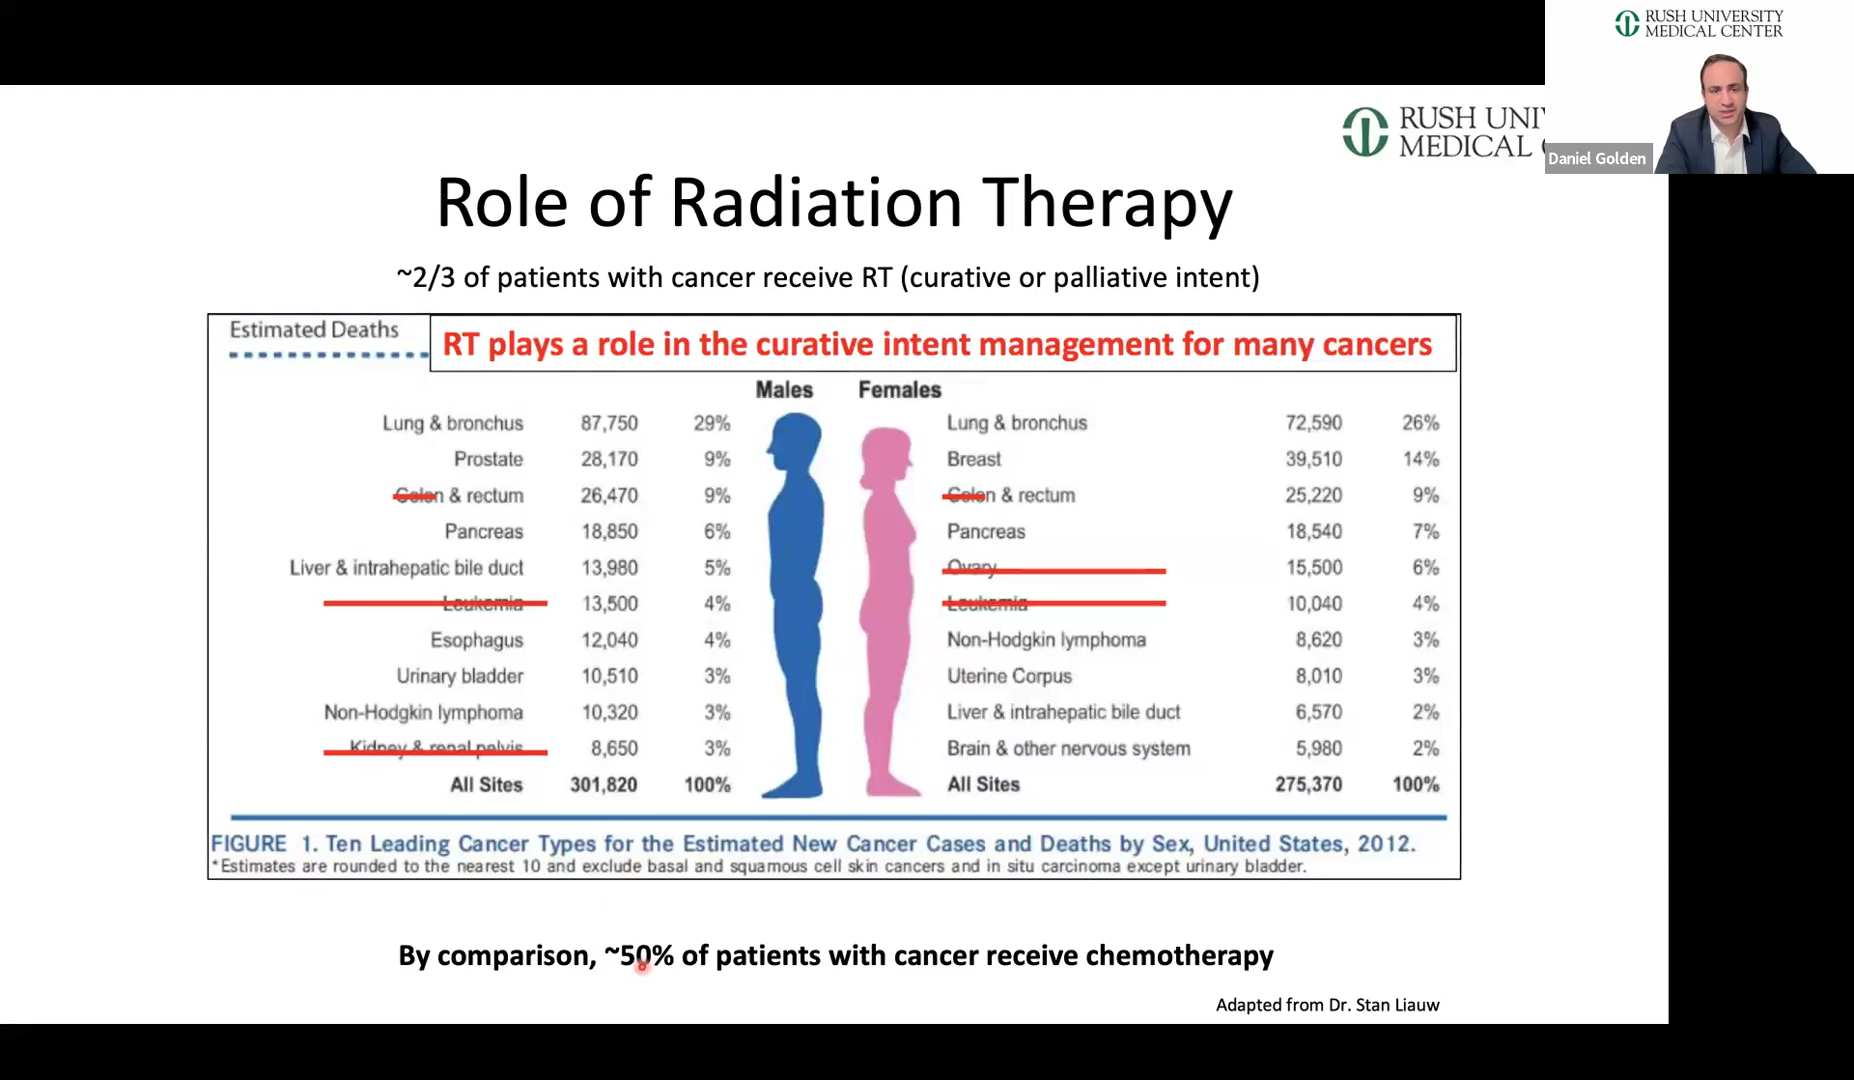 RUSH UNIVERSITY
MEDICAL CENTER
Daniel Golden
RUSH
MEDICAL
Role of Radiation Therapy
~2/3 of patients with cancer receive RT (curative or palliative intent)
Estimated Deaths
RT plays a role in the curative intent management for many cancers
Males Females
Lung & bronchus 87,750 29% Lung & bronchus 72,590 26%
Prostate 28,170 9% Breast 39,510 14%
Colon & rectum 26,470 9% Colon & rectum 25,220 9%
Pancreas 18,850 6% Pancreas 18,540 7%
Liver & intrahepatic bile duct 13,980 5% Ovary 15,500 6%
Leukemia 13,500 4% Leukemia 10,040 4%
Esophagus 12,040 4% Non-Hodgkin lymphoma 8,620 3%
Urinary bladder 10,510 3% Uterine Corpus 8,010 3%
Non-Hodgkin lymphoma 10,320 3% Liver & intrahepatic bile duct 6,570 2%
Kidney & renal pelvis 8,650 3% Brain & other nervous system 5,980 2%
All Sites 301,820 100% All Sites 275,370 100%
FIGURE 1. Ten Leading Cancer Types for the Estimated New Cancer Cases and Deaths by Sex, United States, 2012.
*Estimates are rounded to the nearest 10 and exclude basal and squamous cell skin cancers and in situ carcinoma except urinary bladder.
By comparison, ~50% of patients with cancer receive chemotherapy
Adapted from Dr. Stan Liauw